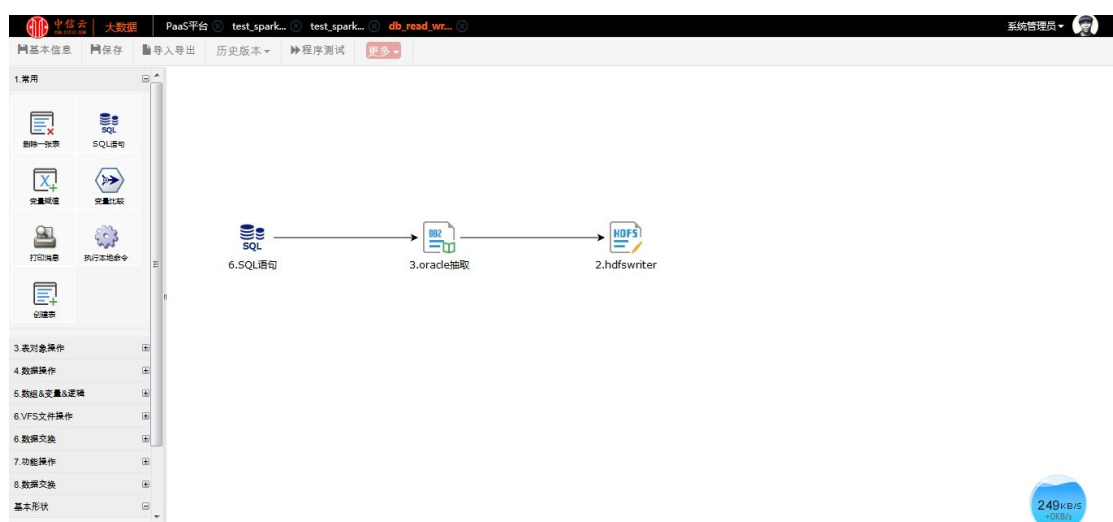 中信云 大数据 PaaS平台 test_spark... test_spark... db_read_wr... 系统管理员
基本信息 保存 导入导出 历史版本 程序测试 更多
1.常用
删除一张表 SQL语句
变量赋值 变量比较
打印消息 执行本地命令
创建表
3.表对象操作
4.数据操作
5.数组&变量&逻辑
6.VFS文件操作
6.数据交换
7.功能操作
8.数据交换
基本形状
SQL DB2 HDFS
6.SQL语句 3.oracle抽取 2.hdfswriter
249KB/S
+0KB/s